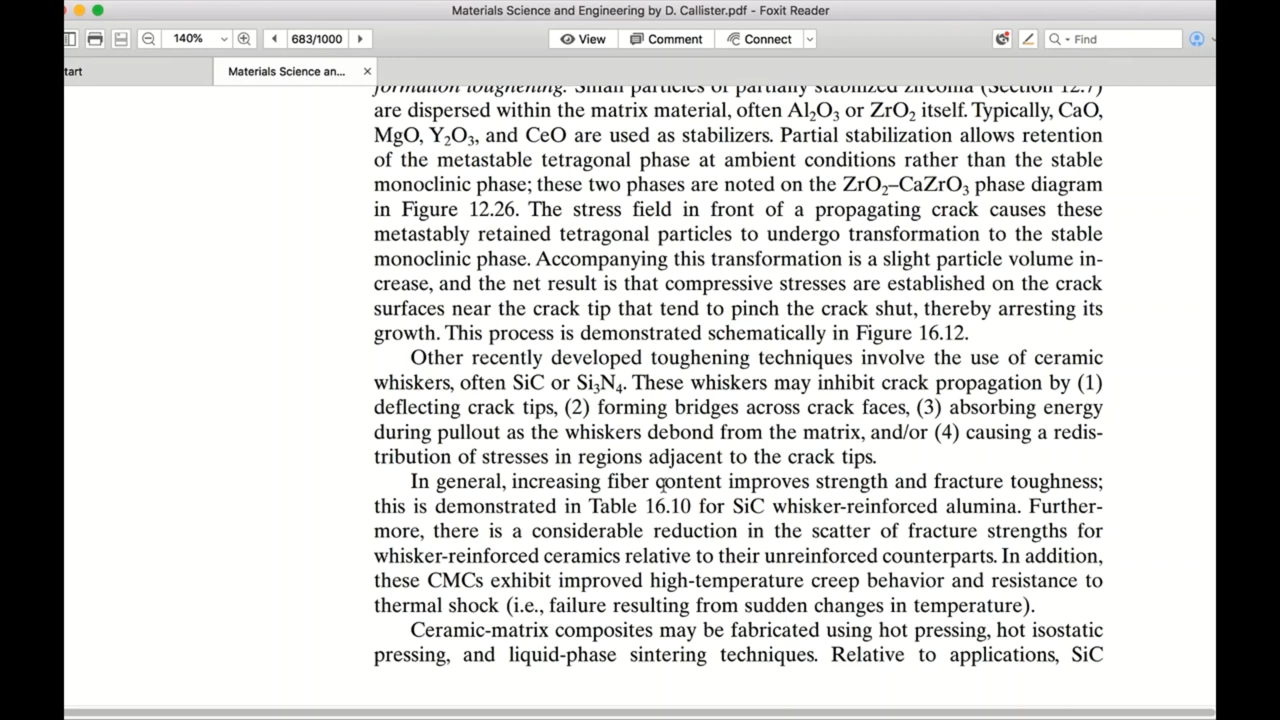 Materials Science and Engineering by D. Callister.pdf - Foxit Reader
140% 683/1000 View Comment Connect Find
tart Materials Science an... ×
formation toughening. Small particles of partially stabilized zirconia (Section 12.7)
are dispersed within the matrix material, often Al₂O₃ or ZrO₂ itself. Typically, CaO,
MgO, Y₂O₃, and CeO are used as stabilizers. Partial stabilization allows retention
of the metastable tetragonal phase at ambient conditions rather than the stable
monoclinic phase; these two phases are noted on the ZrO₂–CaZrO₃ phase diagram
in Figure 12.26. The stress field in front of a propagating crack causes these
metastably retained tetragonal particles to undergo transformation to the stable
monoclinic phase. Accompanying this transformation is a slight particle volume in-
crease, and the net result is that compressive stresses are established on the crack
surfaces near the crack tip that tend to pinch the crack shut, thereby arresting its
growth. This process is demonstrated schematically in Figure 16.12.
Other recently developed toughening techniques involve the use of ceramic
whiskers, often SiC or Si₃N₄. These whiskers may inhibit crack propagation by (1)
deflecting crack tips, (2) forming bridges across crack faces, (3) absorbing energy
during pullout as the whiskers debond from the matrix, and/or (4) causing a redis-
tribution of stresses in regions adjacent to the crack tips.
In general, increasing fiber content improves strength and fracture toughness;
this is demonstrated in Table 16.10 for SiC whisker-reinforced alumina. Further-
more, there is a considerable reduction in the scatter of fracture strengths for
whisker-reinforced ceramics relative to their unreinforced counterparts. In addition,
these CMCs exhibit improved high-temperature creep behavior and resistance to
thermal shock (i.e., failure resulting from sudden changes in temperature).
Ceramic-matrix composites may be fabricated using hot pressing, hot isostatic
pressing, and liquid-phase sintering techniques. Relative to applications, SiC